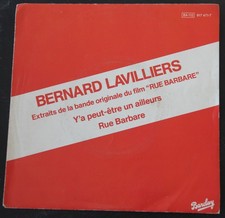 BERNARD LAVILLIERS
Extraits de la bande originale du film "RUE BARBARE"
Y'a peut-être un ailleurs
Rue Barbare
Barclay